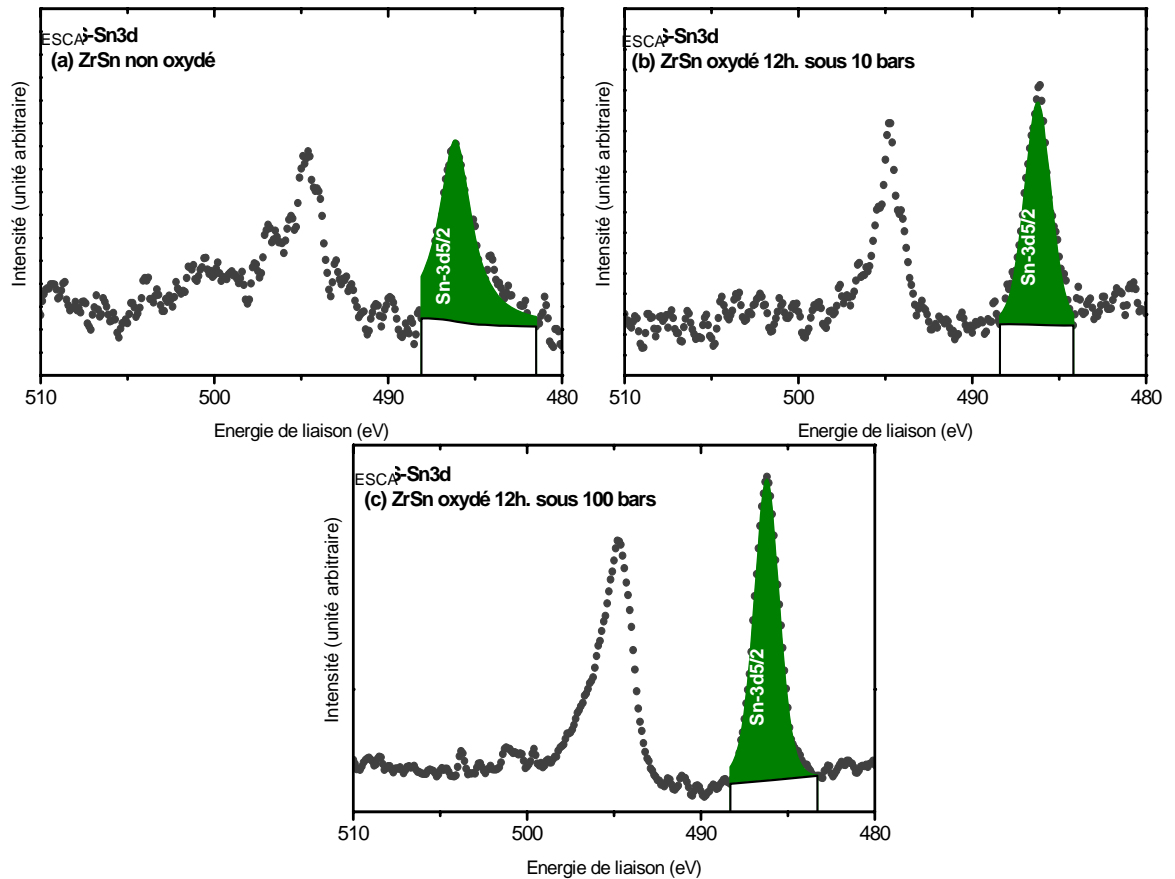 ESCA S-Sn3d
(a) ZrSn non oxydé
Intensité (unité arbitraire)
Sn-3d5/2
510 500 490 480
Energie de liaison (eV)
ESCA S-Sn3d
(b) ZrSn oxydé 12h. sous 10 bars
Intensité (unité arbitraire)
Sn-3d5/2
510 500 490 480
Energie de liaison (eV)
ESCA S-Sn3d
(c) ZrSn oxydé 12h. sous 100 bars
Intensité (unité arbitraire)
Sn-3d5/2
510 500 490 480
Energie de liaison (eV)